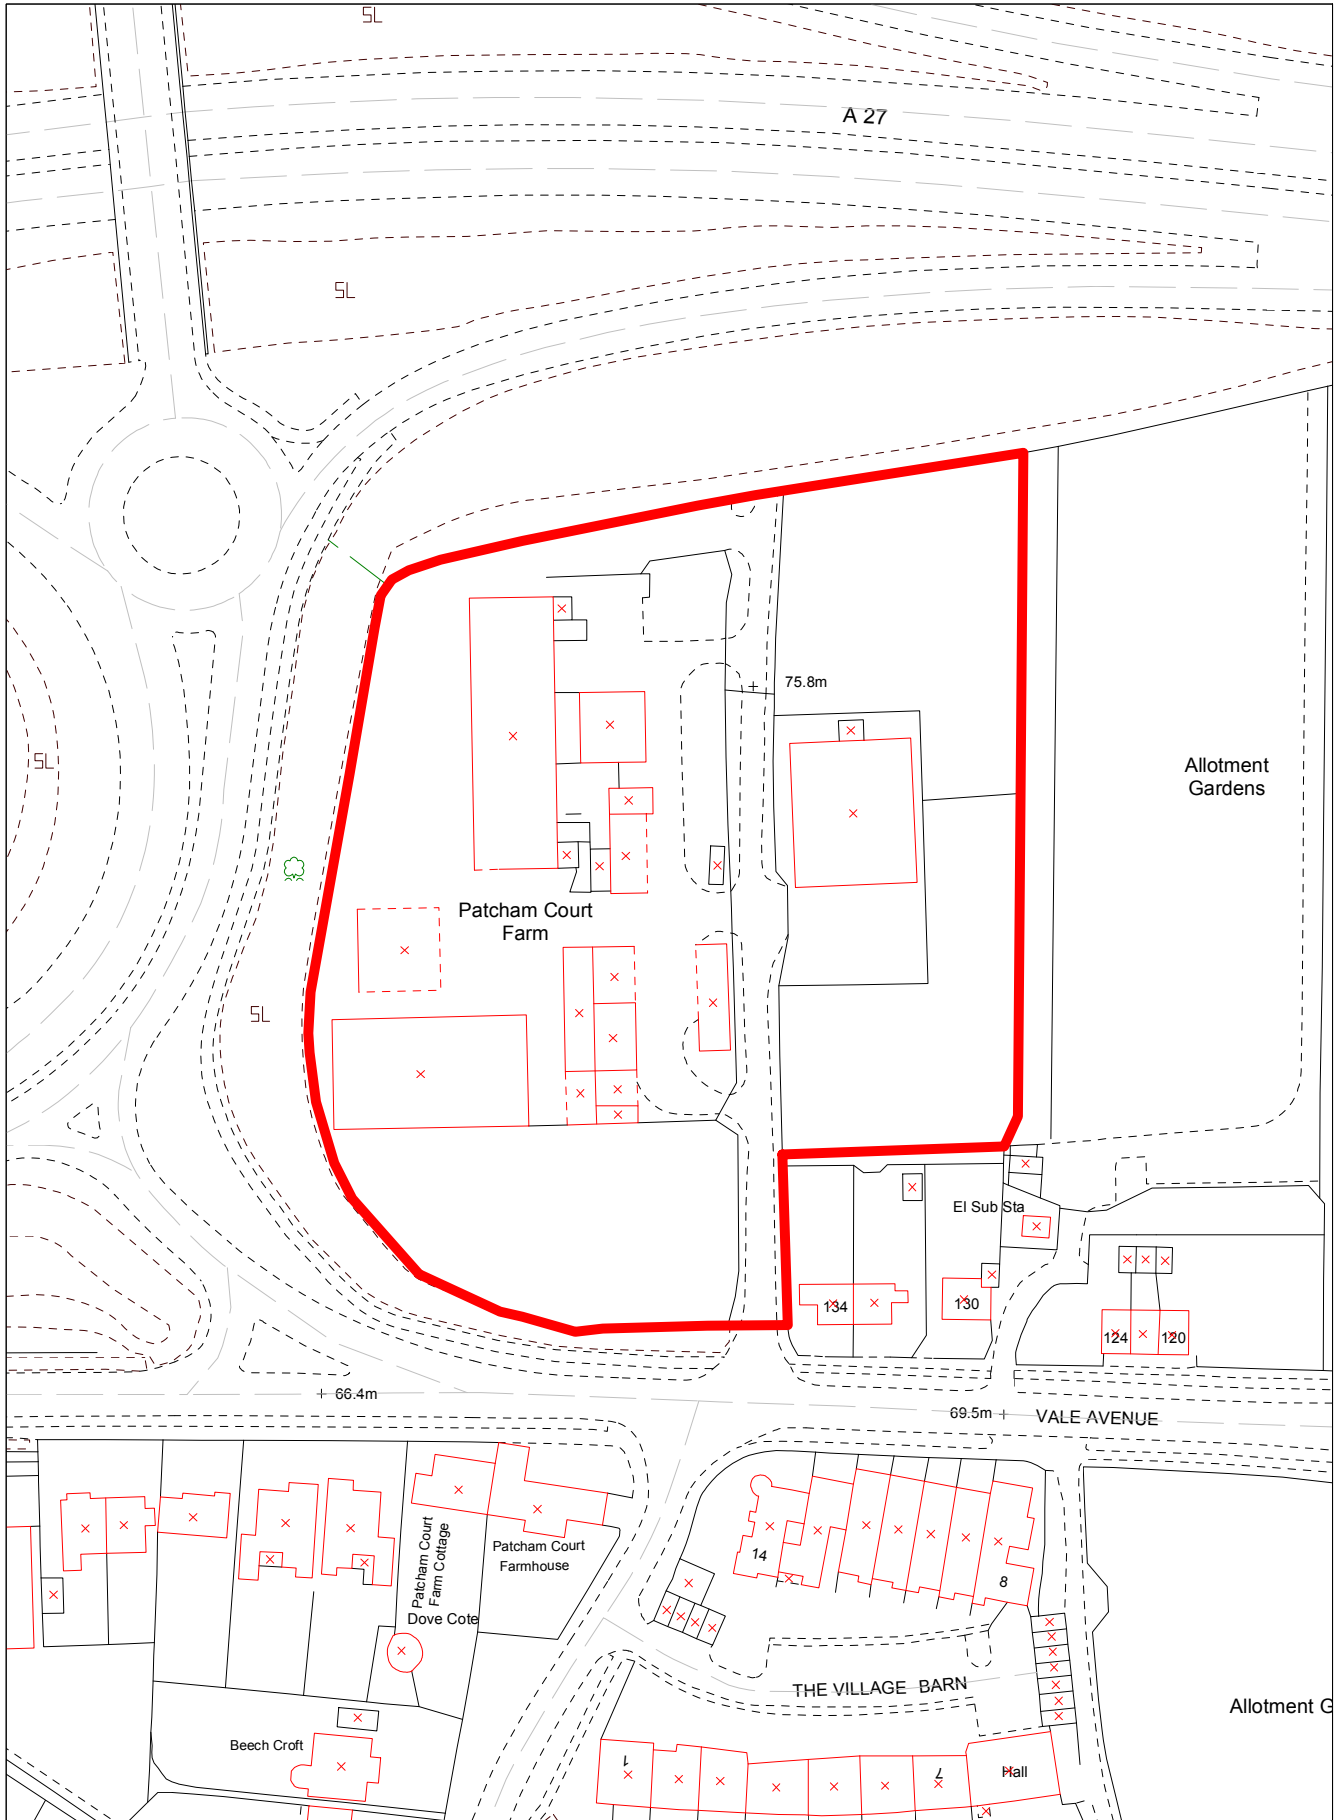 SL
A 27
SL
75.8m
Allotment
Gardens
SL
Patcham Court
Farm
SL
El Sub Sta
134
130
124
120
66.4m
69.5m
VALE AVENUE
Patcham Court
Farm Cottage
Patcham Court
Farmhouse
14
8
Dove Cote
THE VILLAGE BARN
Allotment G
Beech Croft
1
7
Hall